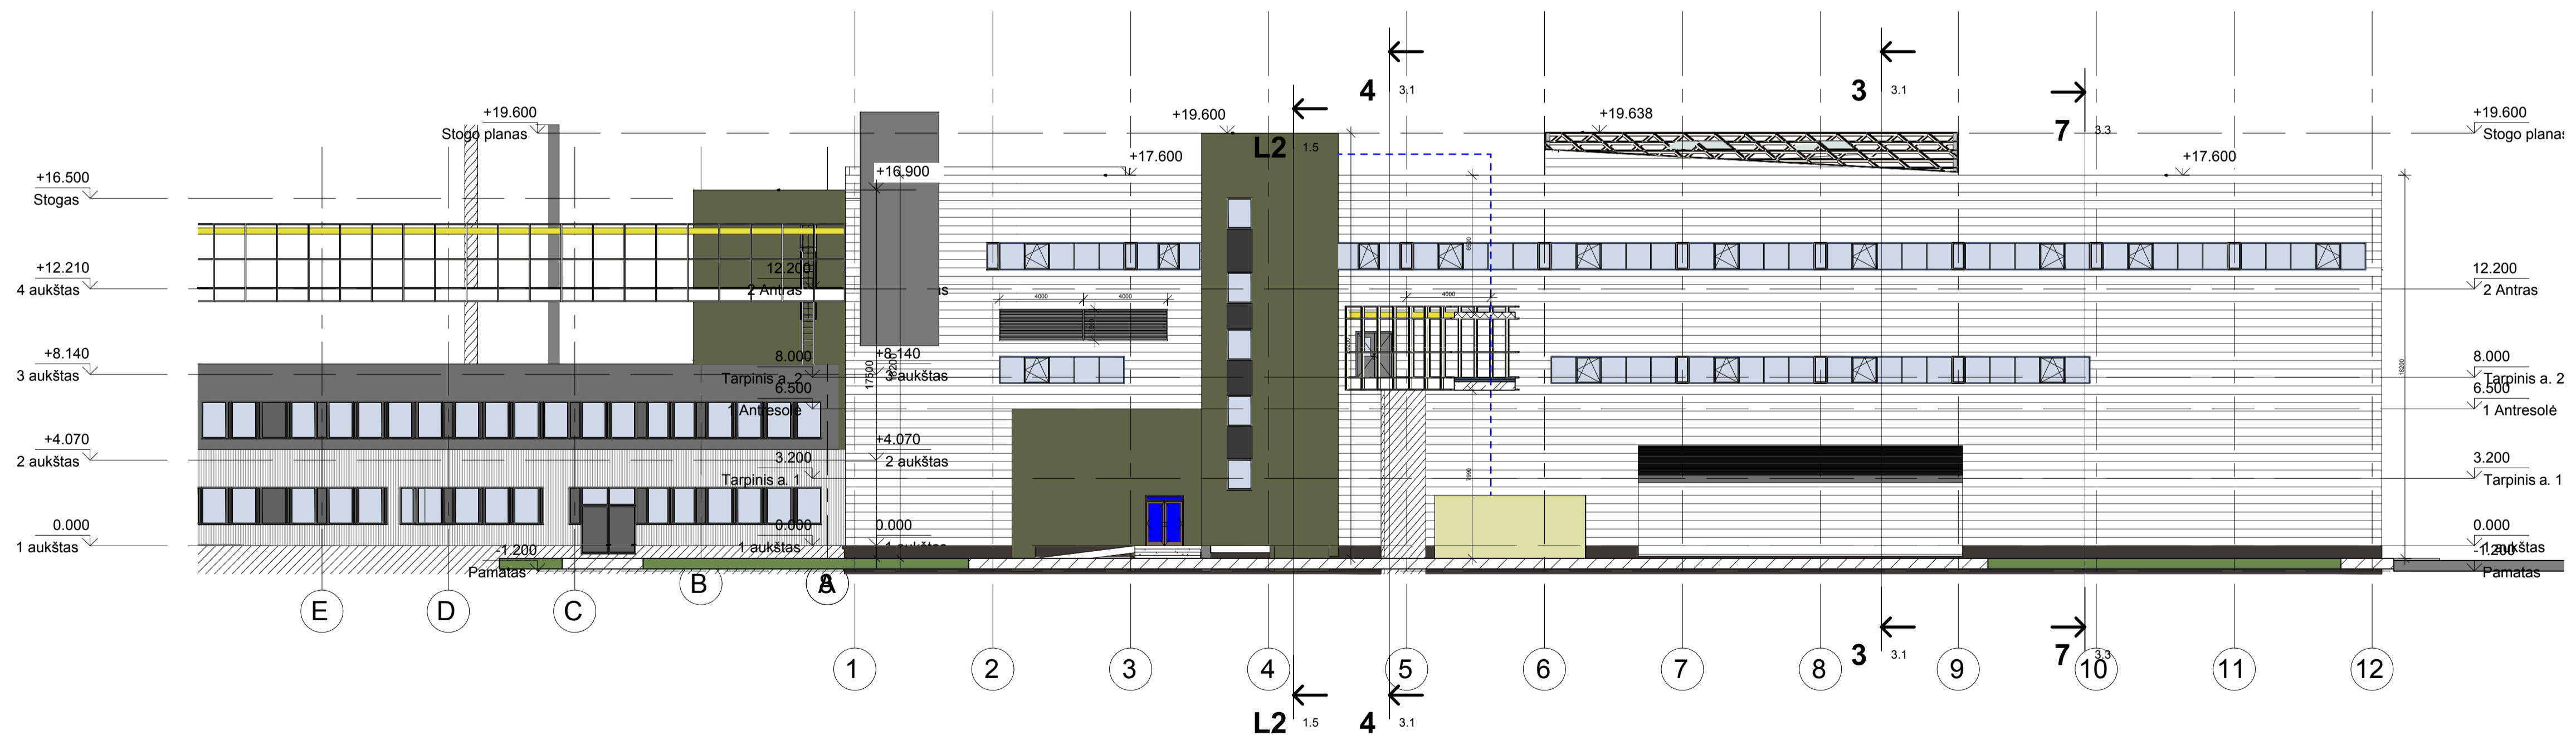 4
3.1
3
3.1
+19.600
Stogo planas
+19.600
L2
1.5
+19.638
7
3.3
+19.600
Stogo planas
+17.600
+17.600
+16.500
Stogas
+16.900
+12.210
4 aukštas
12.200
2 Antras
as
4000
4000
4000
12.200
2 Antras
+8.140
3 aukštas
8.000
Tarpinis a. 2
+8.140
3 aukštas
17500
18200
8.000
Tarpinis a. 2
18200
6.500
1 Antresolė
6.500
1 Antresolė
+4.070
2 aukštas
+4.070
2 aukštas
3.200
Tarpinis a. 1
3.200
Tarpinis a. 1
0.000
1 aukštas
0.000
1 aukštas
0.000
1 aukštas
0.000
1 aukštas
-1.200
Pamatas
-1.200
Pamatas
E
D
C
B
A
1
2
3
4
5
6
7
8
9
10
11
12
3
3.1
7
3.3
L2
1.5
4
3.1